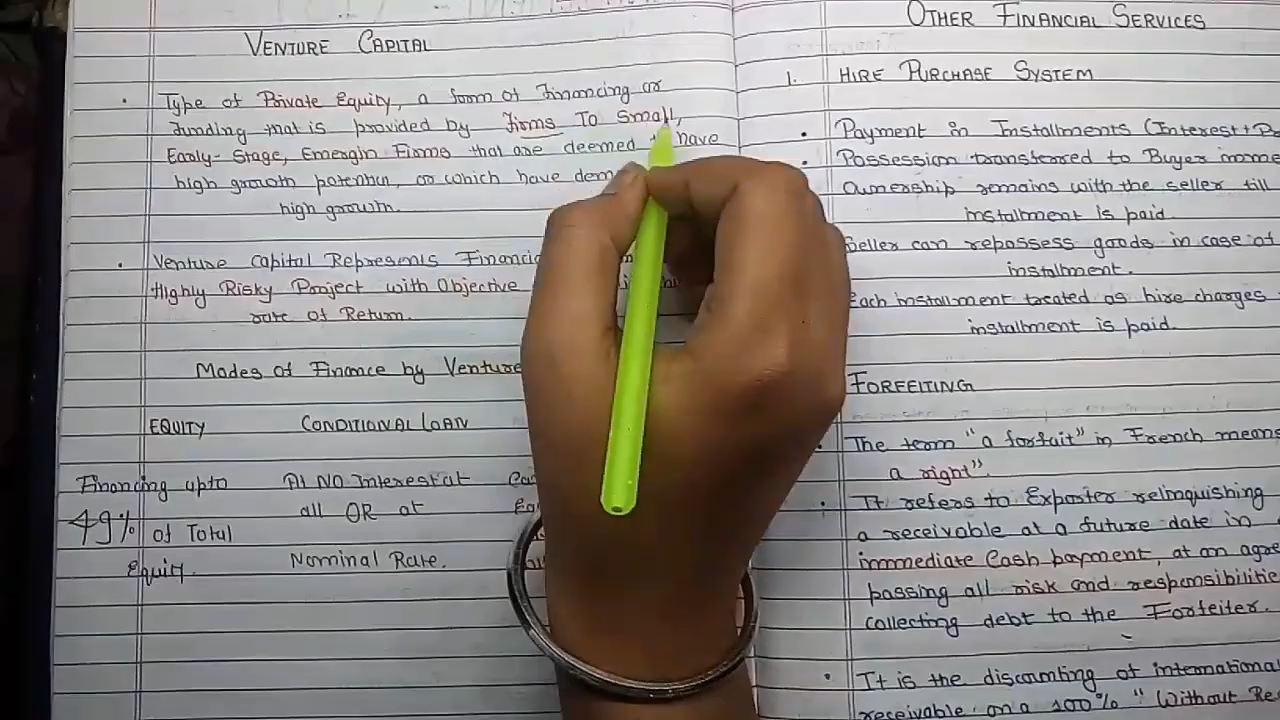 VENTURE CAPITAL
• Type of Private Equity, a form of Financing or
Funding that is provided by Firms To Small,
Early-Stage, Emergin Firms that are deemed have
high growth potential, or which have
high growth.
• Venture Capital Represents
Highly Risky Project with Objective
rate of Return.
Modes of Finance by Venture
EQUITY CONDITIONAL LOAN
Financing upto At NO Interest at
49% of Total all OR at
Equity. Nominal Rate.
OTHER FINANCIAL SERVICES
1. HIRE PURCHASE SYSTEM
• Payment in Installments (Interest+
• Possession transferred to Buyer
Ownership remains with the seller till
installment is paid.
Seller can repossess goods in case of
installment.
Each installment treated as hire charges
installment is paid.
FORFEITING
• The term "a forfait" in French means
a right".
• It refers to Exporter relinquishing
a receivable at a future date in
immediate Cash payment, at an
passing all risk and
collecting debt to the Forfeiter.
• It is the discounting of international
receivable on a 100% "Without